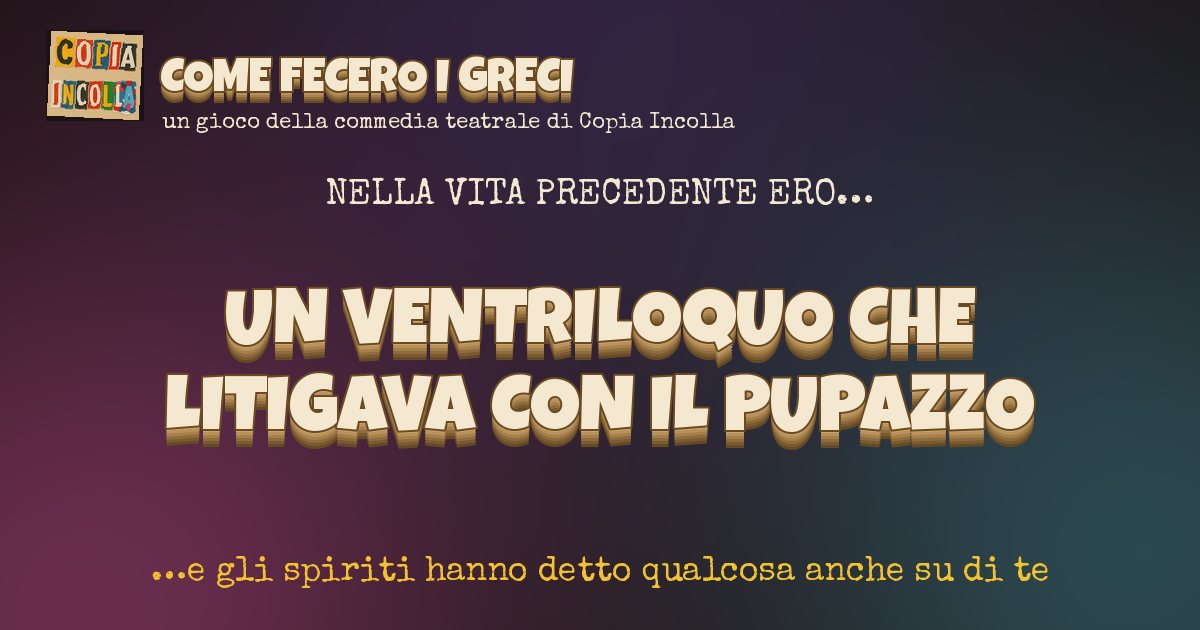 COPIA
INCOLLA
COME FECERO I GRECI
un gioco della commedia teatrale di Copia Incolla
NELLA VITA PRECEDENTE ERO...
UN VENTRILOQUO CHE
LITIGAVA CON IL PUPAZZO
...e gli spiriti hanno detto qualcosa anche su di te